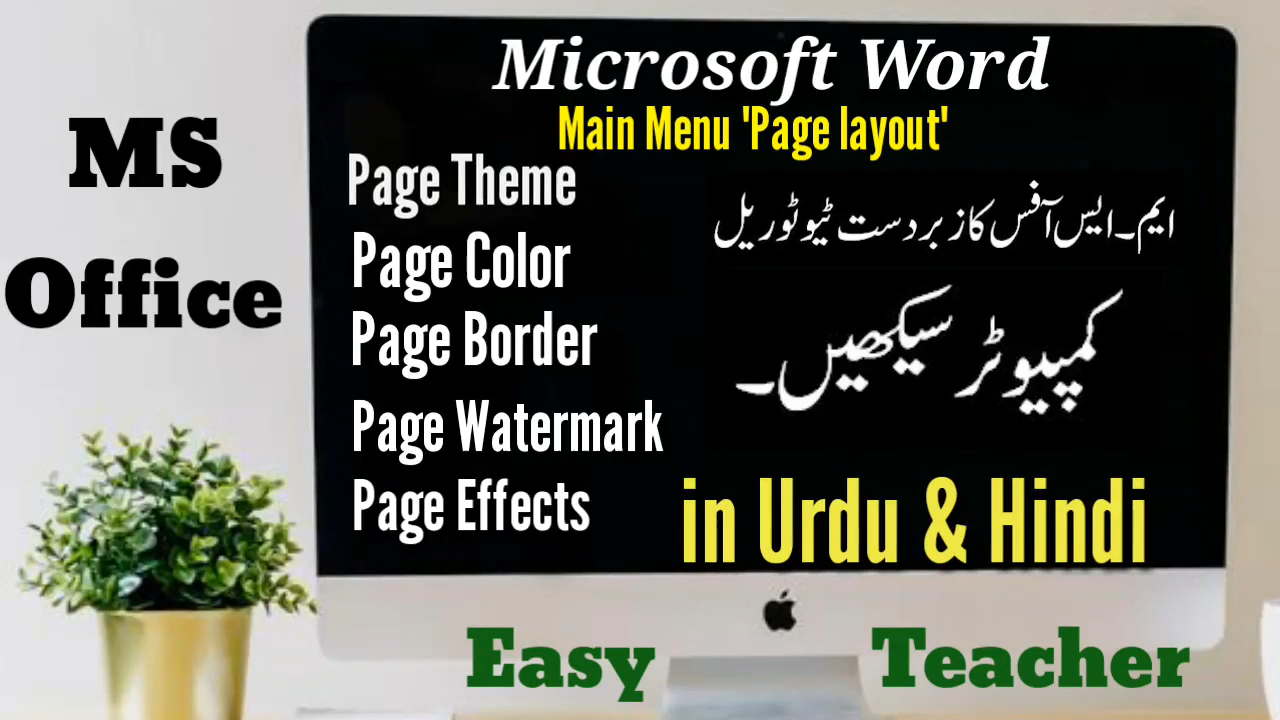 MS
Office
Microsoft Word
Main Menu 'Page layout'
Page Theme
Page Color
Page Border
Page Watermark
Page Effects
ایم۔ایس آفس کا زبردست ٹیوٹوریل
کمپیوٹر سیکھیں۔
in Urdu & Hindi
Easy Teacher